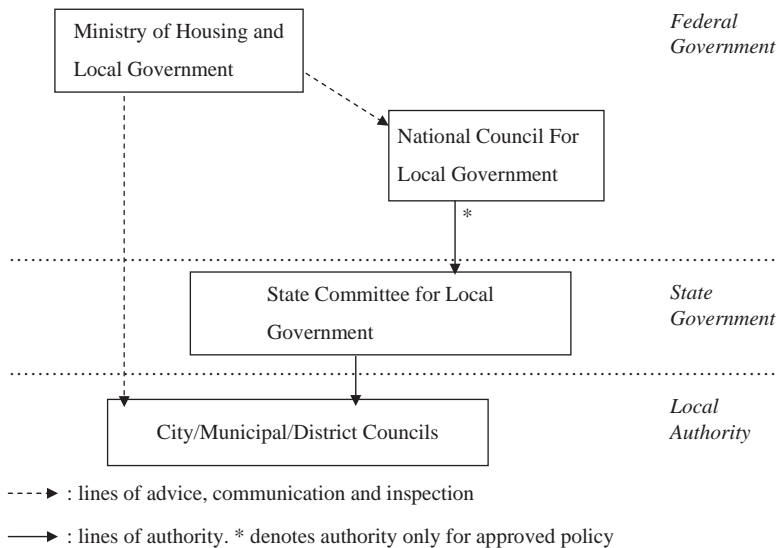 Ministry of Housing and
Local Government
Federal
Government
National Council For
Local Government
*
State Committee for Local
Government
State
Government
City/Municipal/District Councils
Local
Authority
: lines of advice, communication and inspection
: lines of authority. * denotes authority only for approved policy